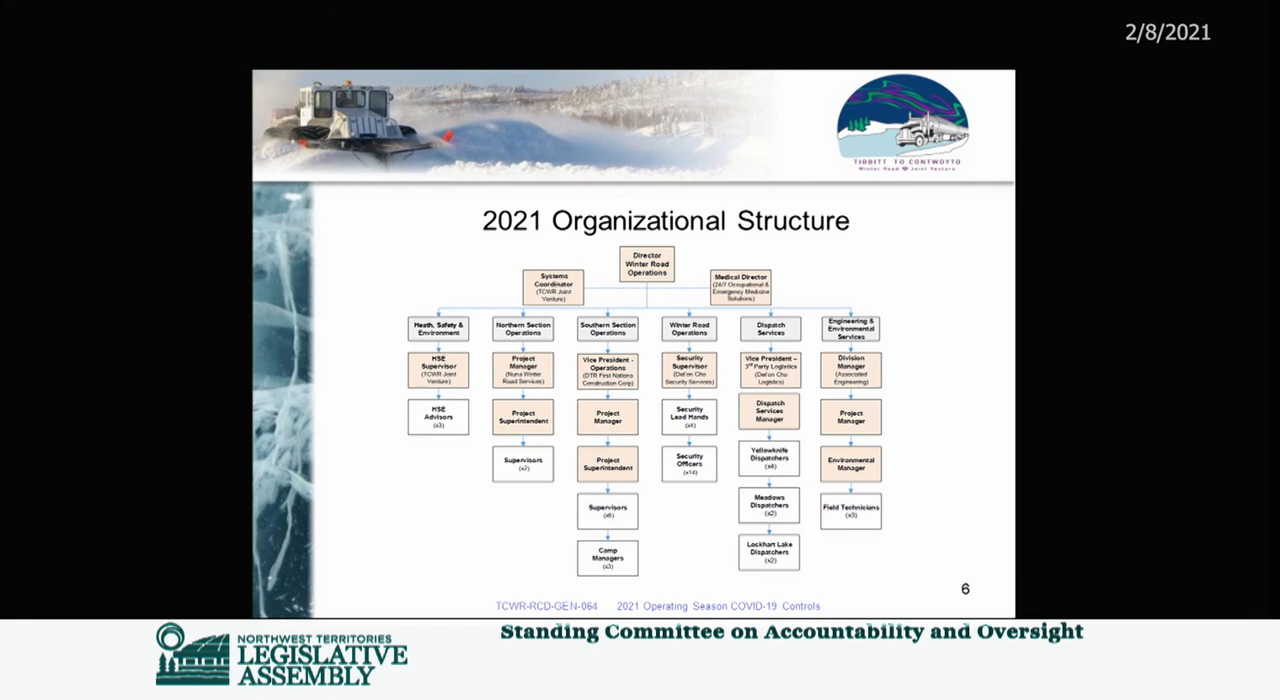 2/8/2021
TIBBITT TO CONTWOYTO
Winter Road Joint Venture
2021 Organizational Structure
Director
Winter Road
Operations
Systems
Coordinator
(TCWR Joint
Venture)
Medical Director
(24/7 Occupational &
Emergency Medicine
Solutions)
Heath, Safety &
Environment
HSE
Supervisor
(TCWR Joint
Venture)
HSE
Advisors
(x3)
Northern Section
Operations
Project
Manager
(Nuna Winter
Road Services)
Project
Superintendent
Supervisors
(x2)
Southern Section
Operations
Vice President -
Operations
(DTR First Nations
Construction Corp)
Project
Manager
Project
Superintendent
Supervisors
(x6)
Camp
Managers
(x3)
Winter Road
Operations
Security
Supervisor
(Det'on Cho
Security Services)
Security
Lead Hands
(x4)
Security
Officers
(x14)
Dispatch
Services
Vice President –
3rd Party Logistics
(Det'on Cho
Logistics)
Dispatch
Services
Manager
Yellowknife
Dispatchers
(x4)
Meadows
Dispatchers
(x2)
Lockhart Lake
Dispatchers
(x2)
Engineering &
Environmental
Services
Division
Manager
(Associated
Engineering)
Project
Manager
Environmental
Manager
Field Technicians
(x3)
6
TCWR-RCD-GEN-064 2021 Operating Season COVID-19 Controls
NORTHWEST TERRITORIES
LEGISLATIVE
ASSEMBLY
Standing Committee on Accountability and Oversight